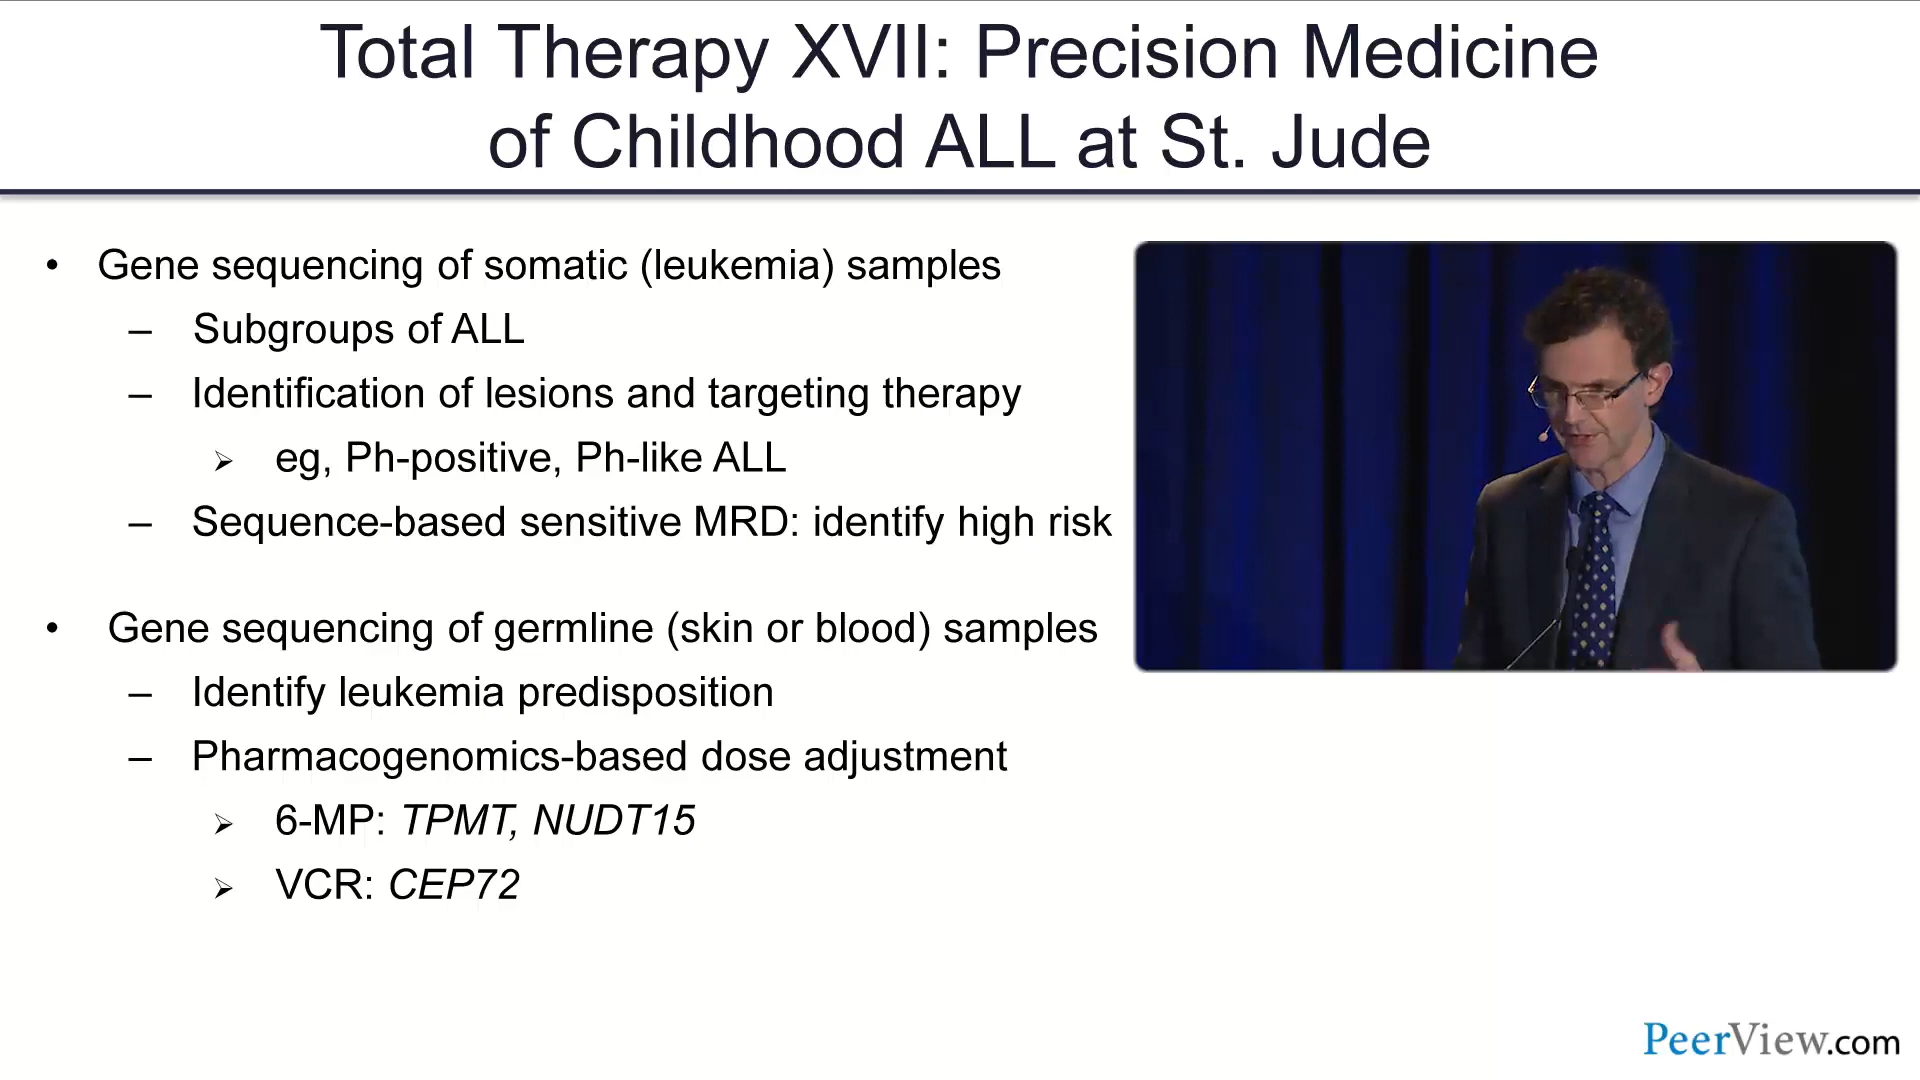 Total Therapy XVII: Precision Medicine
of Childhood ALL at St. Jude
• Gene sequencing of somatic (leukemia) samples
– Subgroups of ALL
– Identification of lesions and targeting therapy
➢ eg, Ph-positive, Ph-like ALL
– Sequence-based sensitive MRD: identify high risk
• Gene sequencing of germline (skin or blood) samples
– Identify leukemia predisposition
– Pharmacogenomics-based dose adjustment
➢ 6-MP: TPMT, NUDT15
➢ VCR: CEP72
PeerView.com